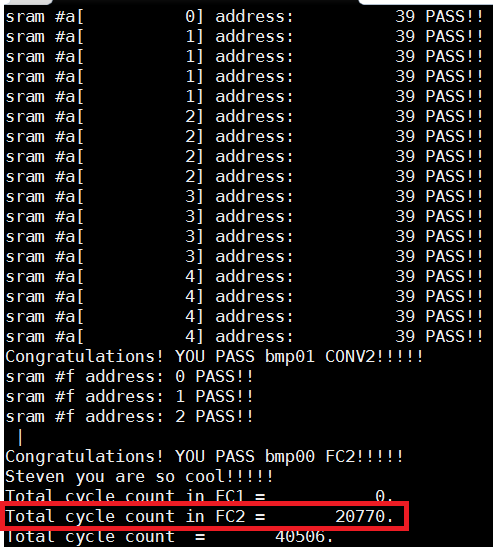 sram #a[ 0] address: 39 PASS!!
sram #a[ 1] address: 39 PASS!!
sram #a[ 1] address: 39 PASS!!
sram #a[ 1] address: 39 PASS!!
sram #a[ 1] address: 39 PASS!!
sram #a[ 2] address: 39 PASS!!
sram #a[ 2] address: 39 PASS!!
sram #a[ 2] address: 39 PASS!!
sram #a[ 2] address: 39 PASS!!
sram #a[ 3] address: 39 PASS!!
sram #a[ 3] address: 39 PASS!!
sram #a[ 3] address: 39 PASS!!
sram #a[ 3] address: 39 PASS!!
sram #a[ 4] address: 39 PASS!!
sram #a[ 4] address: 39 PASS!!
sram #a[ 4] address: 39 PASS!!
sram #a[ 4] address: 39 PASS!!
Congratulations! YOU PASS bmp01 CONV2!!!!!
sram #f address: 0 PASS!!
sram #f address: 1 PASS!!
sram #f address: 2 PASS!!
|
Congratulations! YOU PASS bmp00 FC2!!!!!
Steven you are so cool!!!!!
Total cycle count in FC1 = 0.
Total cycle count in FC2 = 20770.
Total cycle count = 40506.